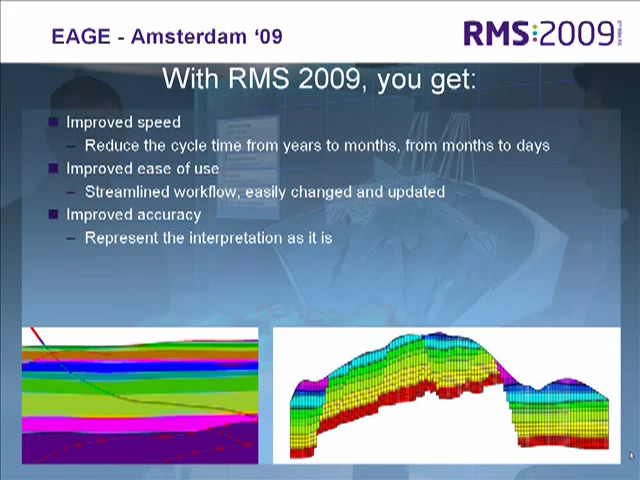 EAGE - Amsterdam ‘09
RMS:2009
With RMS 2009, you get:
Improved speed
– Reduce the cycle time from years to months, from months to days
Improved ease of use
– Streamlined workflow, easily changed and updated
Improved accuracy
– Represent the interpretation as it is